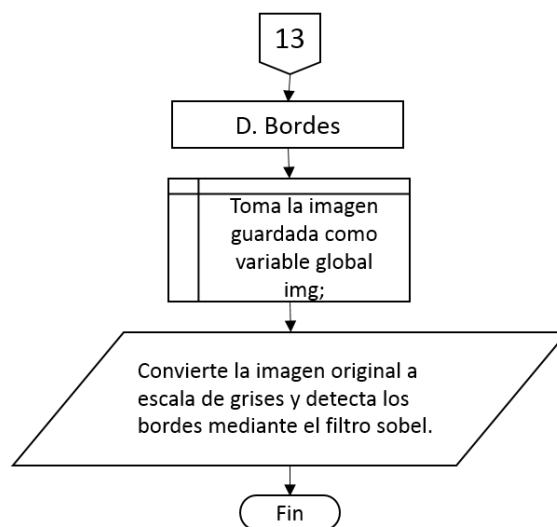 13
D. Bordes
Toma la imagen
guardada como
variable global
img;
Convierte la imagen original a
escala de grises y detecta los
bordes mediante el filtro sobel.
Fin